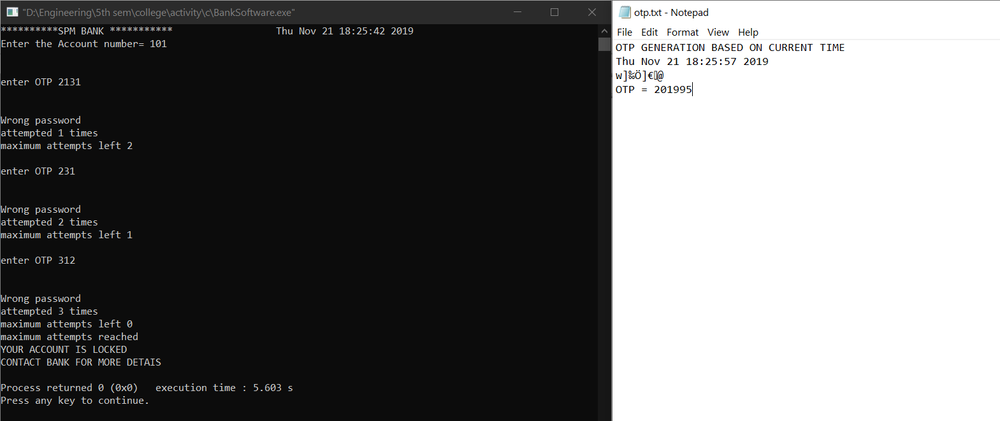 "D:\Engineering\5th sem\college\activity\c\BankSoftware.exe"
**********SPM BANK *********** Thu Nov 21 18:25:42 2019
Enter the Account number= 101
enter OTP 2131
Wrong password
attempted 1 times
maximum attempts left 2
enter OTP 231
Wrong password
attempted 2 times
maximum attempts left 1
enter OTP 312
Wrong password
attempted 3 times
maximum attempts left 0
maximum attempts reached
YOUR ACCOUNT IS LOCKED
CONTACT BANK FOR MORE DETAIS
Process returned 0 (0x0) execution time : 5.603 s
Press any key to continue.
otp.txt - Notepad
File Edit Format View Help
OTP GENERATION BASED ON CURRENT TIME
Thu Nov 21 18:25:57 2019
w]‰Ö]€@
OTP = 201995